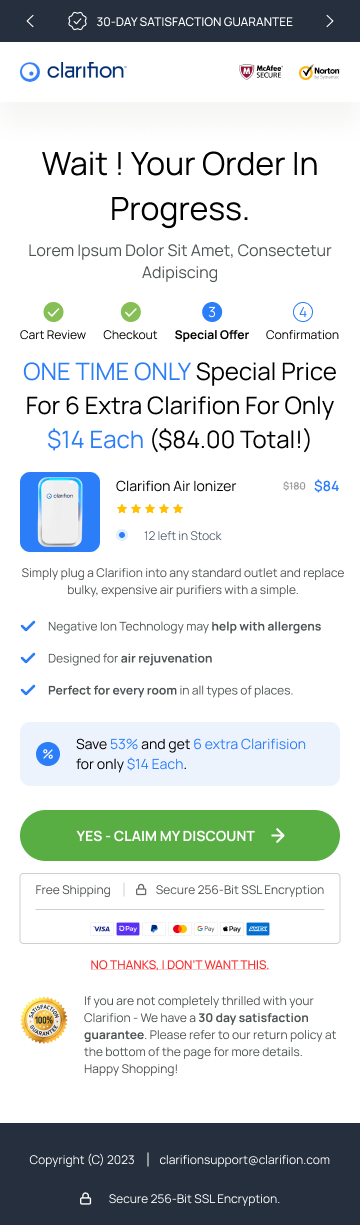 30-DAY SATISFACTION GUARANTEE
clarifion
McAfee
SECURE
Norton
by Symantec
Wait ! Your Order In
Progress.
Lorem Ipsum Dolor Sit Amet, Consectetur
Adipiscing
3
4
Cart Review
Checkout
Special Offer
Confirmation
ONE TIME ONLY Special Price
For 6 Extra Clarifion For Only
$14 Each ($84.00 Total!)
clarifion
Clarifion Air Ionizer
$180
$84
12 left in Stock
Simply plug a Clarifion into any standard outlet and replace
bulky, expensive air purifiers with a simple.
Negative Ion Technology may help with allergens
Designed for air rejuvenation
Perfect for every room in all types of places.
%
Save 53% and get 6 extra Clarifision
for only $14 Each.
YES - CLAIM MY DISCOUNT
Free Shipping
Secure 256-Bit SSL Encryption
VISA
Pay
G Pay
Pay
NO THANKS, I DON'T WANT THIS.
SATISFACTION
100%
GUARANTEE
If you are not completely thrilled with your
Clarifion - We have a 30 day satisfaction
guarantee. Please refer to our return policy at
the bottom of the page for more details.
Happy Shopping!
Copyright (C) 2023
clarifionsupport@clarifion.com
Secure 256-Bit SSL Encryption.